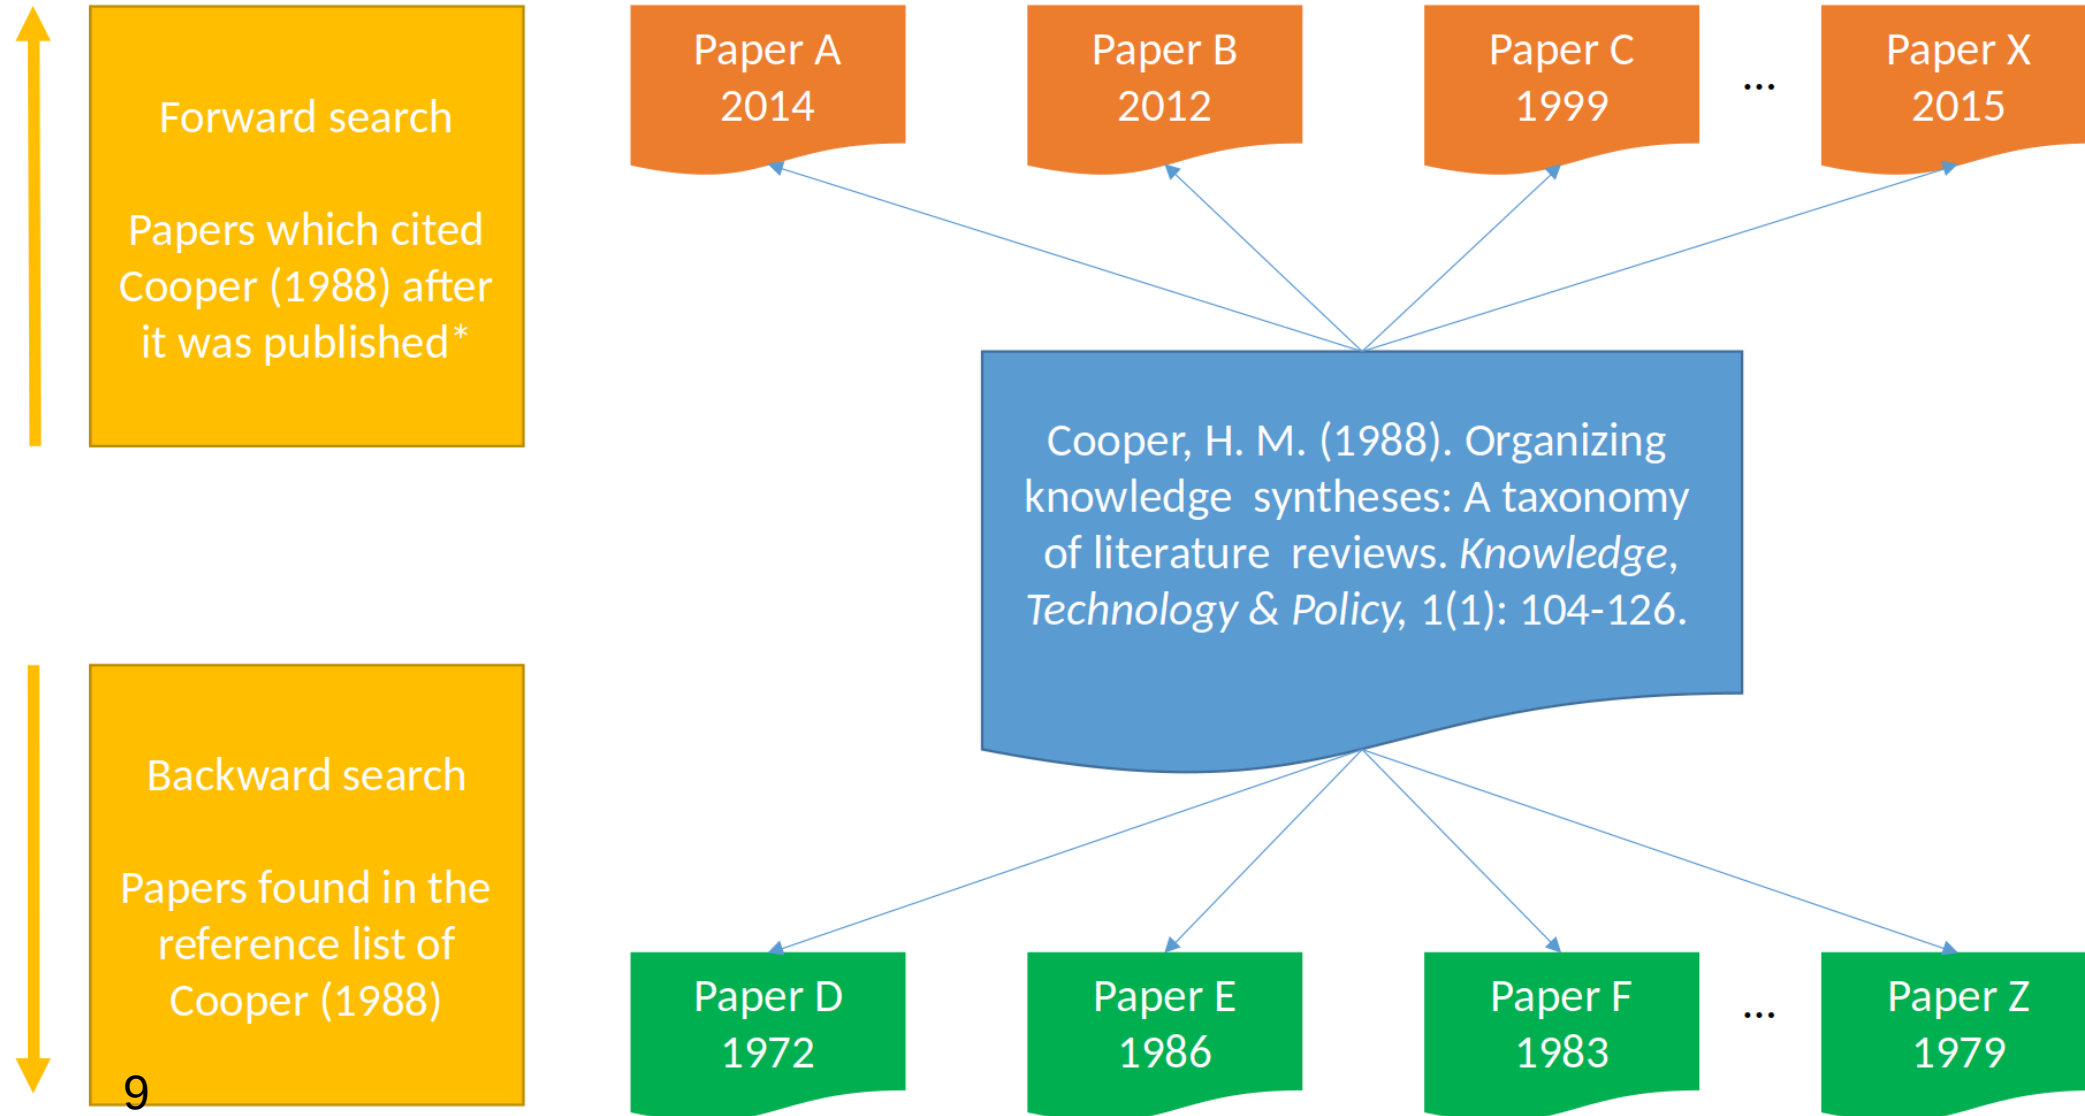 Forward search
Papers which cited
Cooper (1988) after
it was published*
Paper A
2014
Paper B
2012
Paper C
1999
...
Paper X
2015
Cooper, H. M. (1988). Organizing
knowledge  syntheses: A taxonomy
of literature  reviews. Knowledge,
Technology & Policy, 1(1): 104-126.
Backward search
Papers found in the
reference list of
Cooper (1988)
Paper D
1972
Paper E
1986
Paper F
1983
...
Paper Z
1979
9